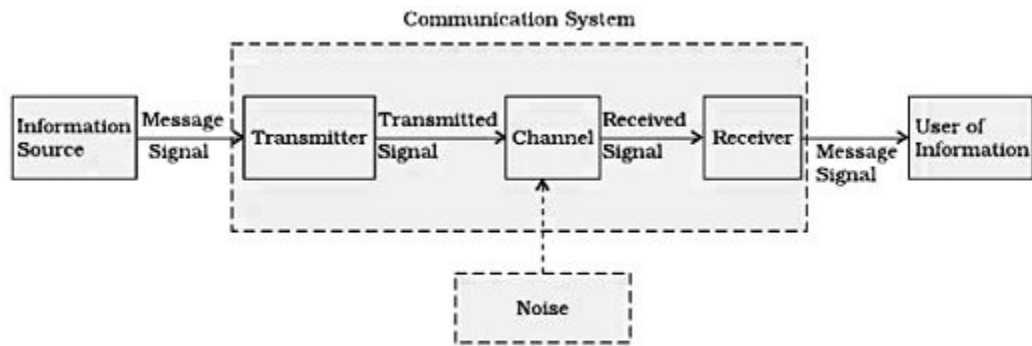 Communication System
Information
Source
Message
Signal
Transmitter
Transmitted
Signal
Channel
Received
Signal
Receiver
Message
Signal
User of
Information
Noise